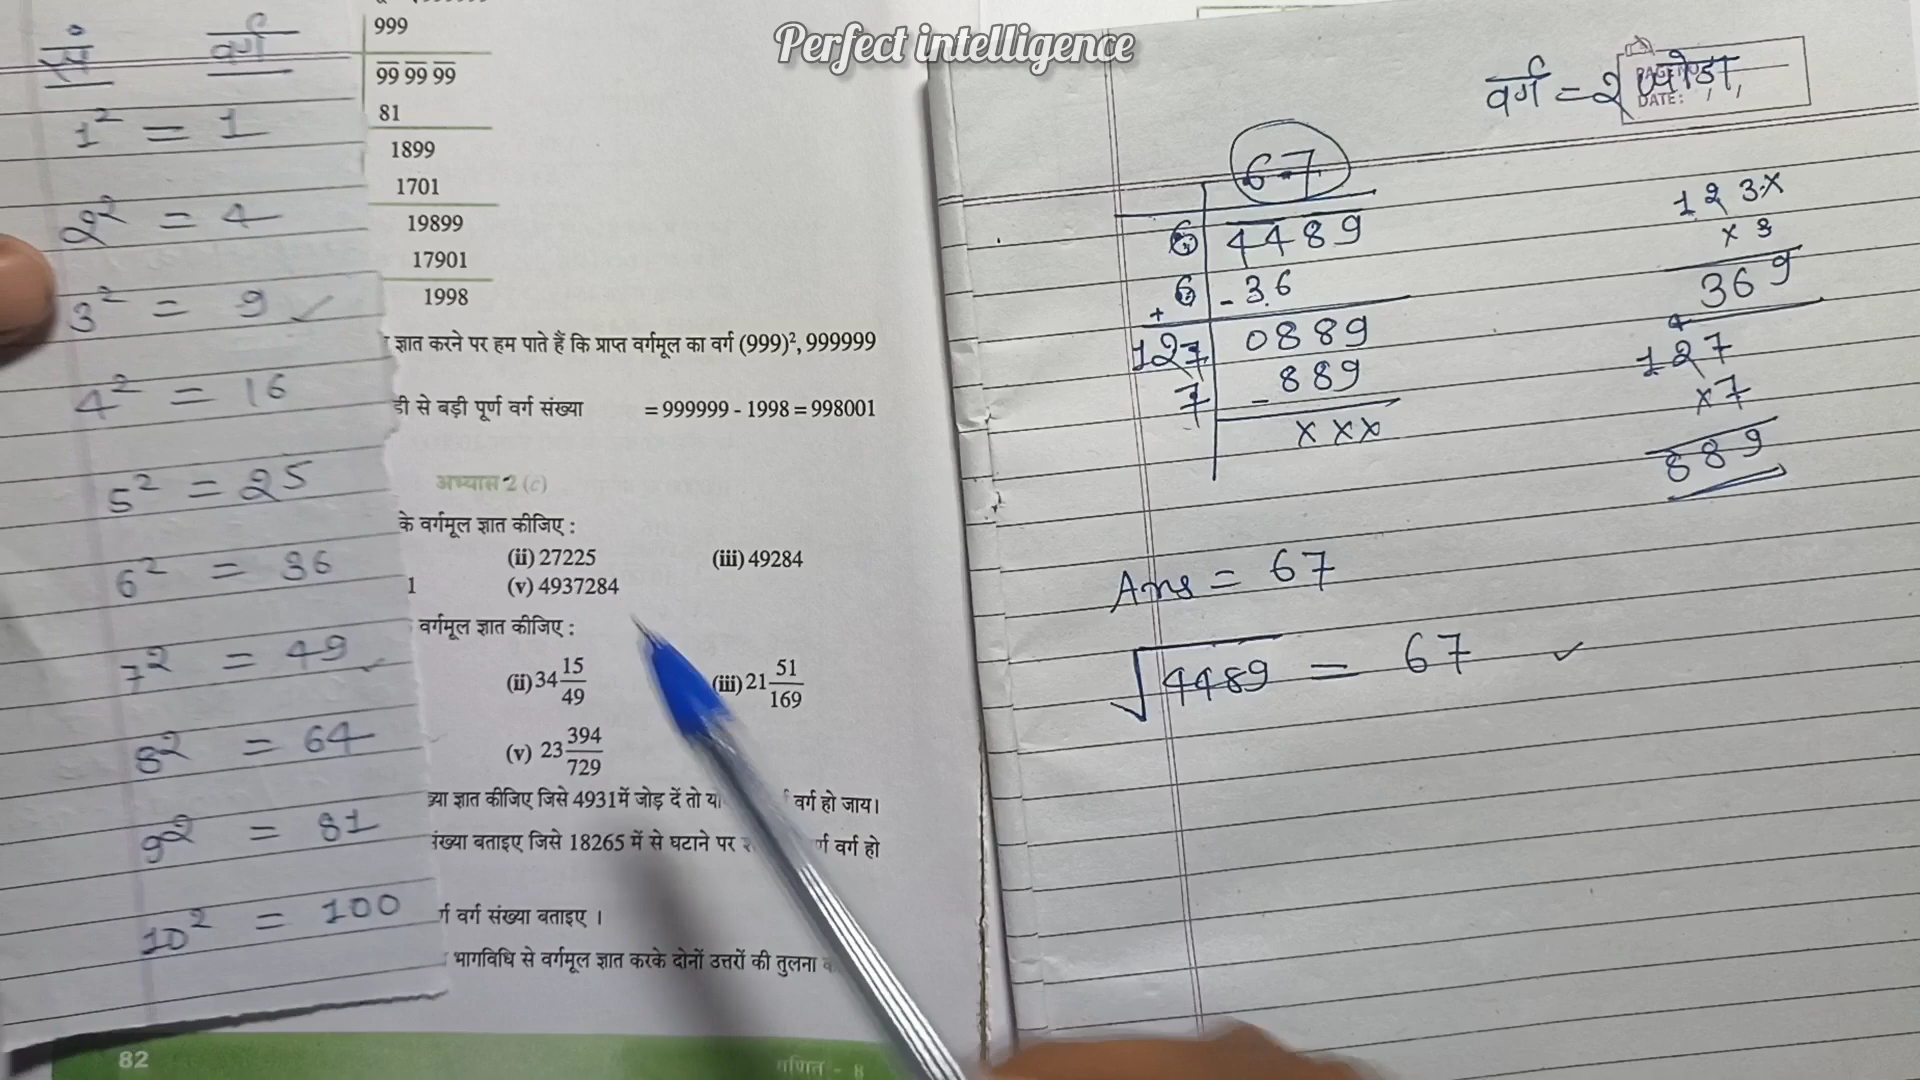 Perfect intelligence
सं वर्ग
1² = 1
2² = 4
3² = 9 ✓
4² = 16
5² = 25
6² = 36
7² = 49
8² = 64
9² = 81
10² = 100
999
99 99 99
81
1899
1701
19899
17901
1998
ज्ञात करने पर हम पाते हैं कि प्राप्त वर्गमूल का वर्ग (999)², 999999
से बड़ी पूर्ण वर्ग संख्या = 999999 - 1998 = 998001
अभ्यास 2 (c)
के वर्गमूल ज्ञात कीजिए :
(ii) 27225 (iii) 49284
1 (v) 4937284
वर्गमूल ज्ञात कीजिए :
(ii) 34 15/49 (iii) 21 51/169
(v) 23 394/729
ज्ञात कीजिए जिसे 4931 में जोड़ दें तो वर्ग हो जाय।
बताइए जिसे 18265 में से घटाने पर वर्ग हो
वर्ग संख्या बताइए ।
भागविधि से वर्गमूल ज्ञात करके दोनों उत्तरों की तुलना
82 गणित - 8
वर्ग = २ जोड़ा
DATE: / /
67
6 4489
+ 6 - 36
127 0889
7 - 889
x x x
123 x
x 3
369
127
x 7
889
Ans = 67
√4489 = 67 ✓